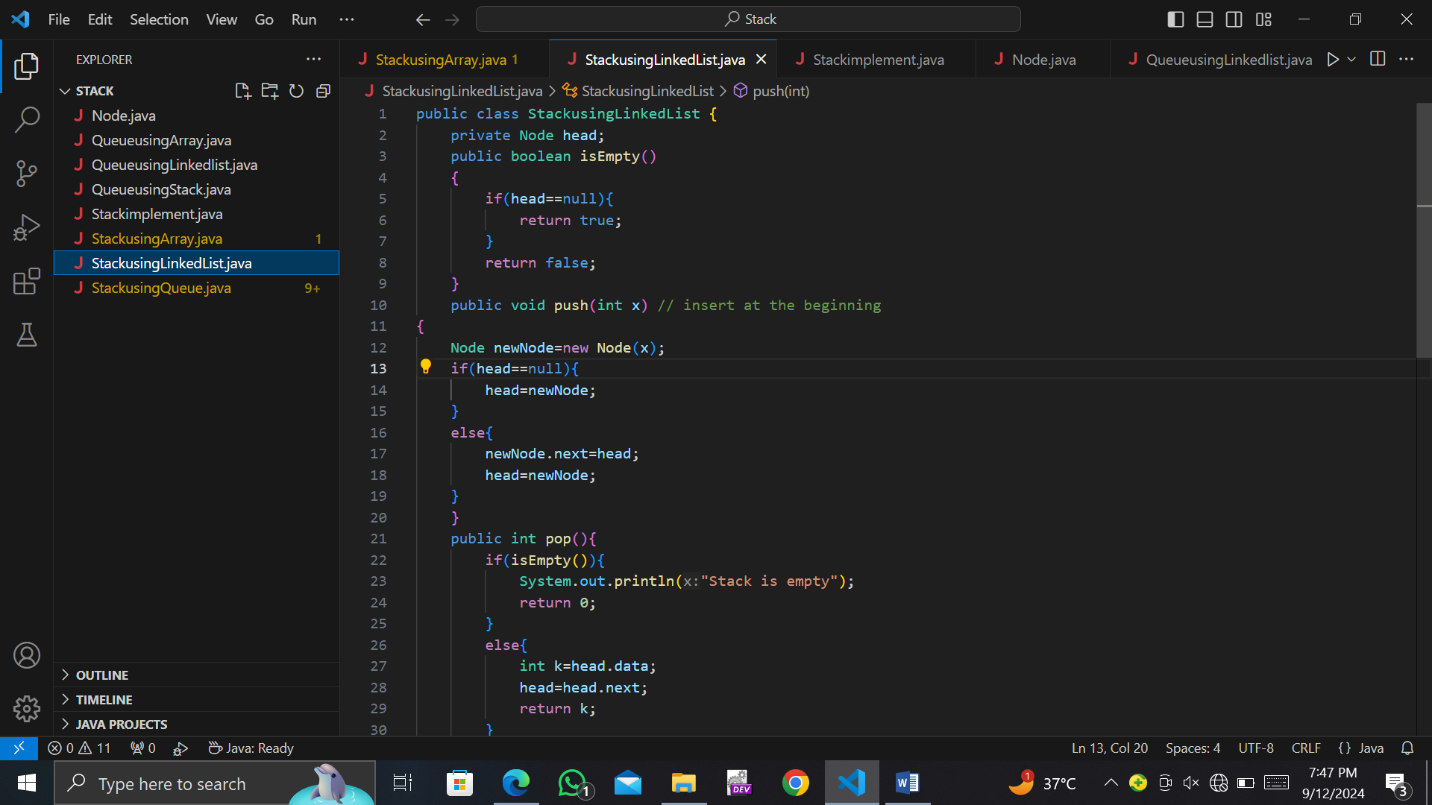 File Edit Selection View Go Run ··· Stack
EXPLORER ···
STACK
Node.java
QueueusingArray.java
QueueusingLinkedlist.java
QueueusingStack.java
Stackimplement.java
StackusingArray.java 1
StackusingLinkedList.java
StackusingQueue.java 9+
OUTLINE
TIMELINE
JAVA PROJECTS
J StackusingArray.java 1 J StackusingLinkedList.java J Stackimplement.java J Node.java J QueueusingLinkedlist.java
J StackusingLinkedList.java > StackusingLinkedList > push(int)
1 public class StackusingLinkedList {
2 private Node head;
3 public boolean isEmpty()
4 {
5 if(head==null){
6 return true;
7 }
8 return false;
9 }
10 public void push(int x) // insert at the beginning
11 {
12 Node newNode=new Node(x);
13 if(head==null){
14 head=newNode;
15 }
16 else{
17 newNode.next=head;
18 head=newNode;
19 }
20 }
21 public int pop(){
22 if(isEmpty()){
23 System.out.println(x:"Stack is empty");
24 return 0;
25 }
26 else{
27 int k=head.data;
28 head=head.next;
29 return k;
30 }
0 11 0 Java: Ready Ln 13, Col 20 Spaces: 4 UTF-8 CRLF {} Java
Type here to search 1 DEV 1 37°C 7:47 PM
9/12/2024 3